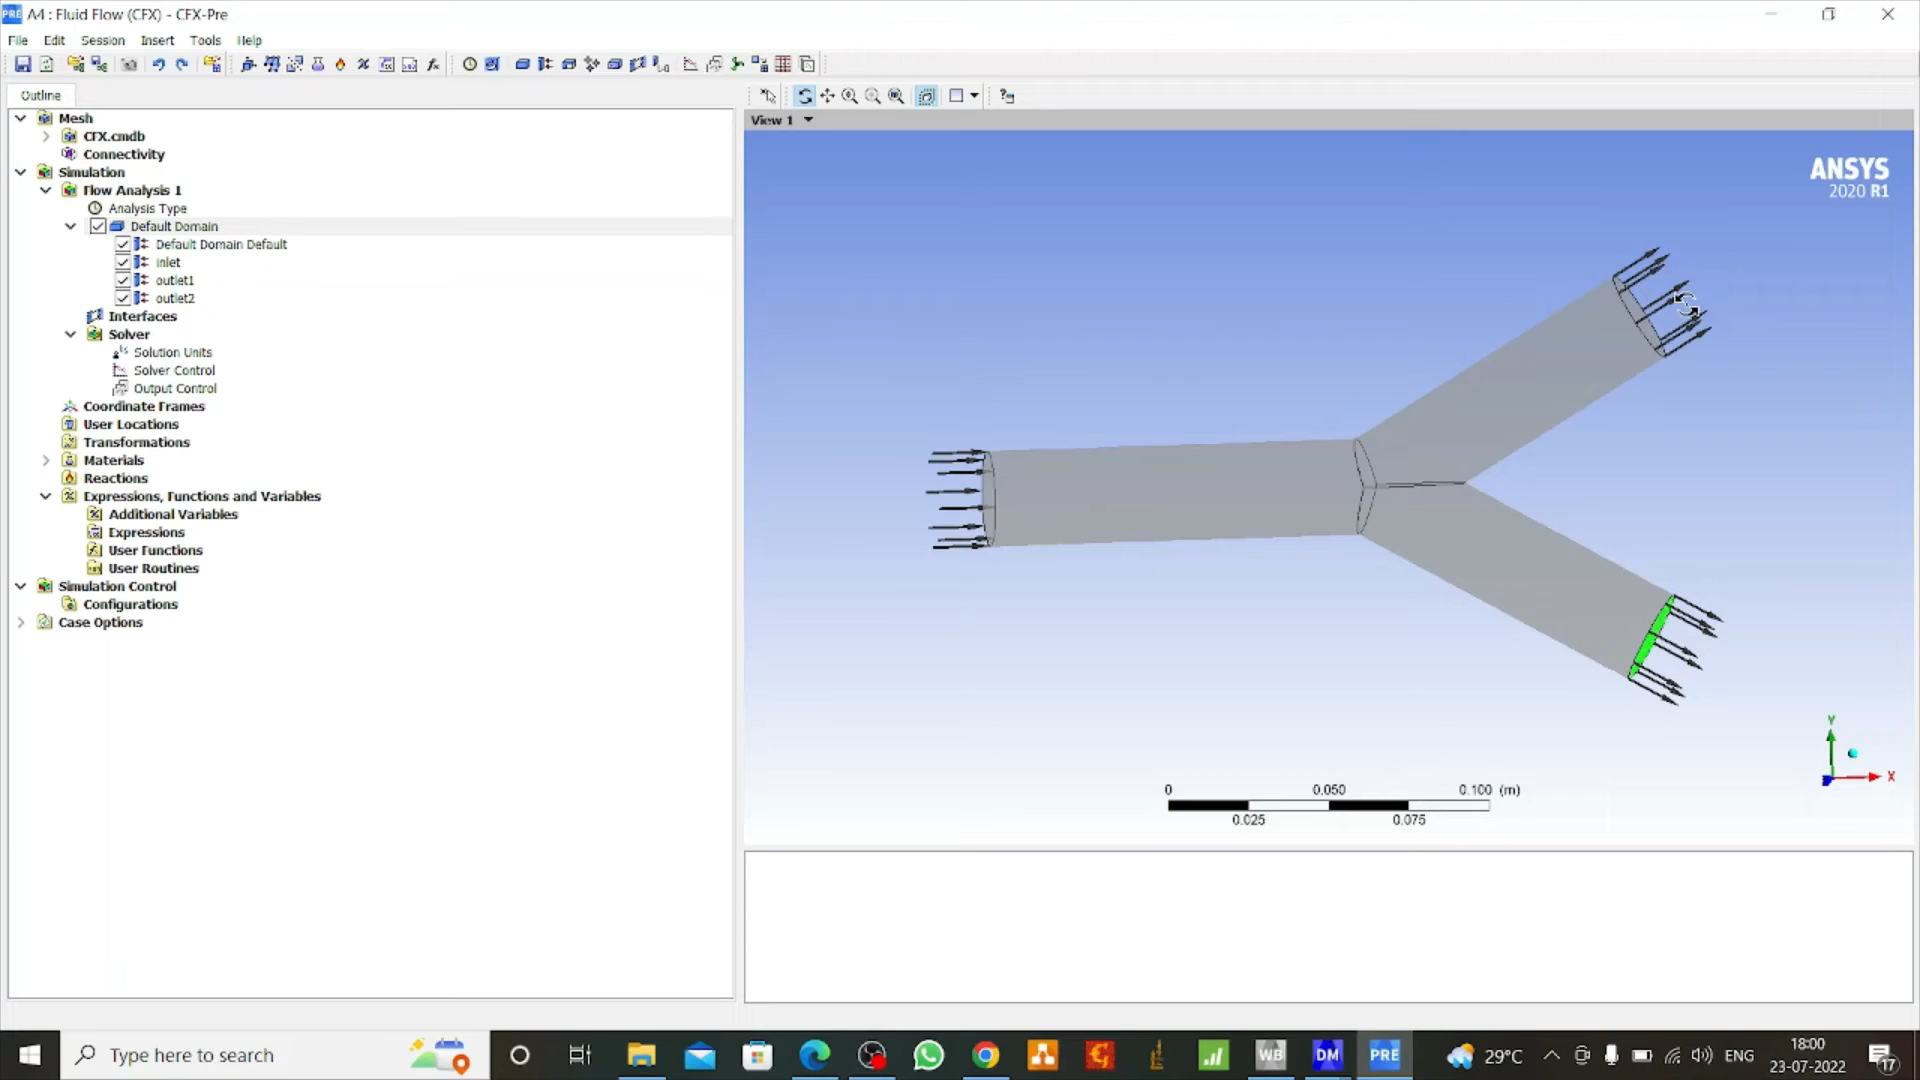 PRE A4 : Fluid Flow (CFX) - CFX-Pre
File Edit Session Insert Tools Help
Outline
Mesh
CFX.cmdb
Connectivity
Simulation
Flow Analysis 1
Analysis Type
Default Domain
Default Domain Default
inlet
outlet1
outlet2
Interfaces
Solver
Solution Units
Solver Control
Output Control
Coordinate Frames
User Locations
Transformations
Materials
Reactions
Expressions, Functions and Variables
Additional Variables
Expressions
User Functions
User Routines
Simulation Control
Configurations
Case Options
View 1
ANSYS
2020 R1
Y
X
0 0.050 0.100 (m)
0.025 0.075
Type here to search
WB
DM
PRE
29°C
ENG
18:00
23-07-2022
17